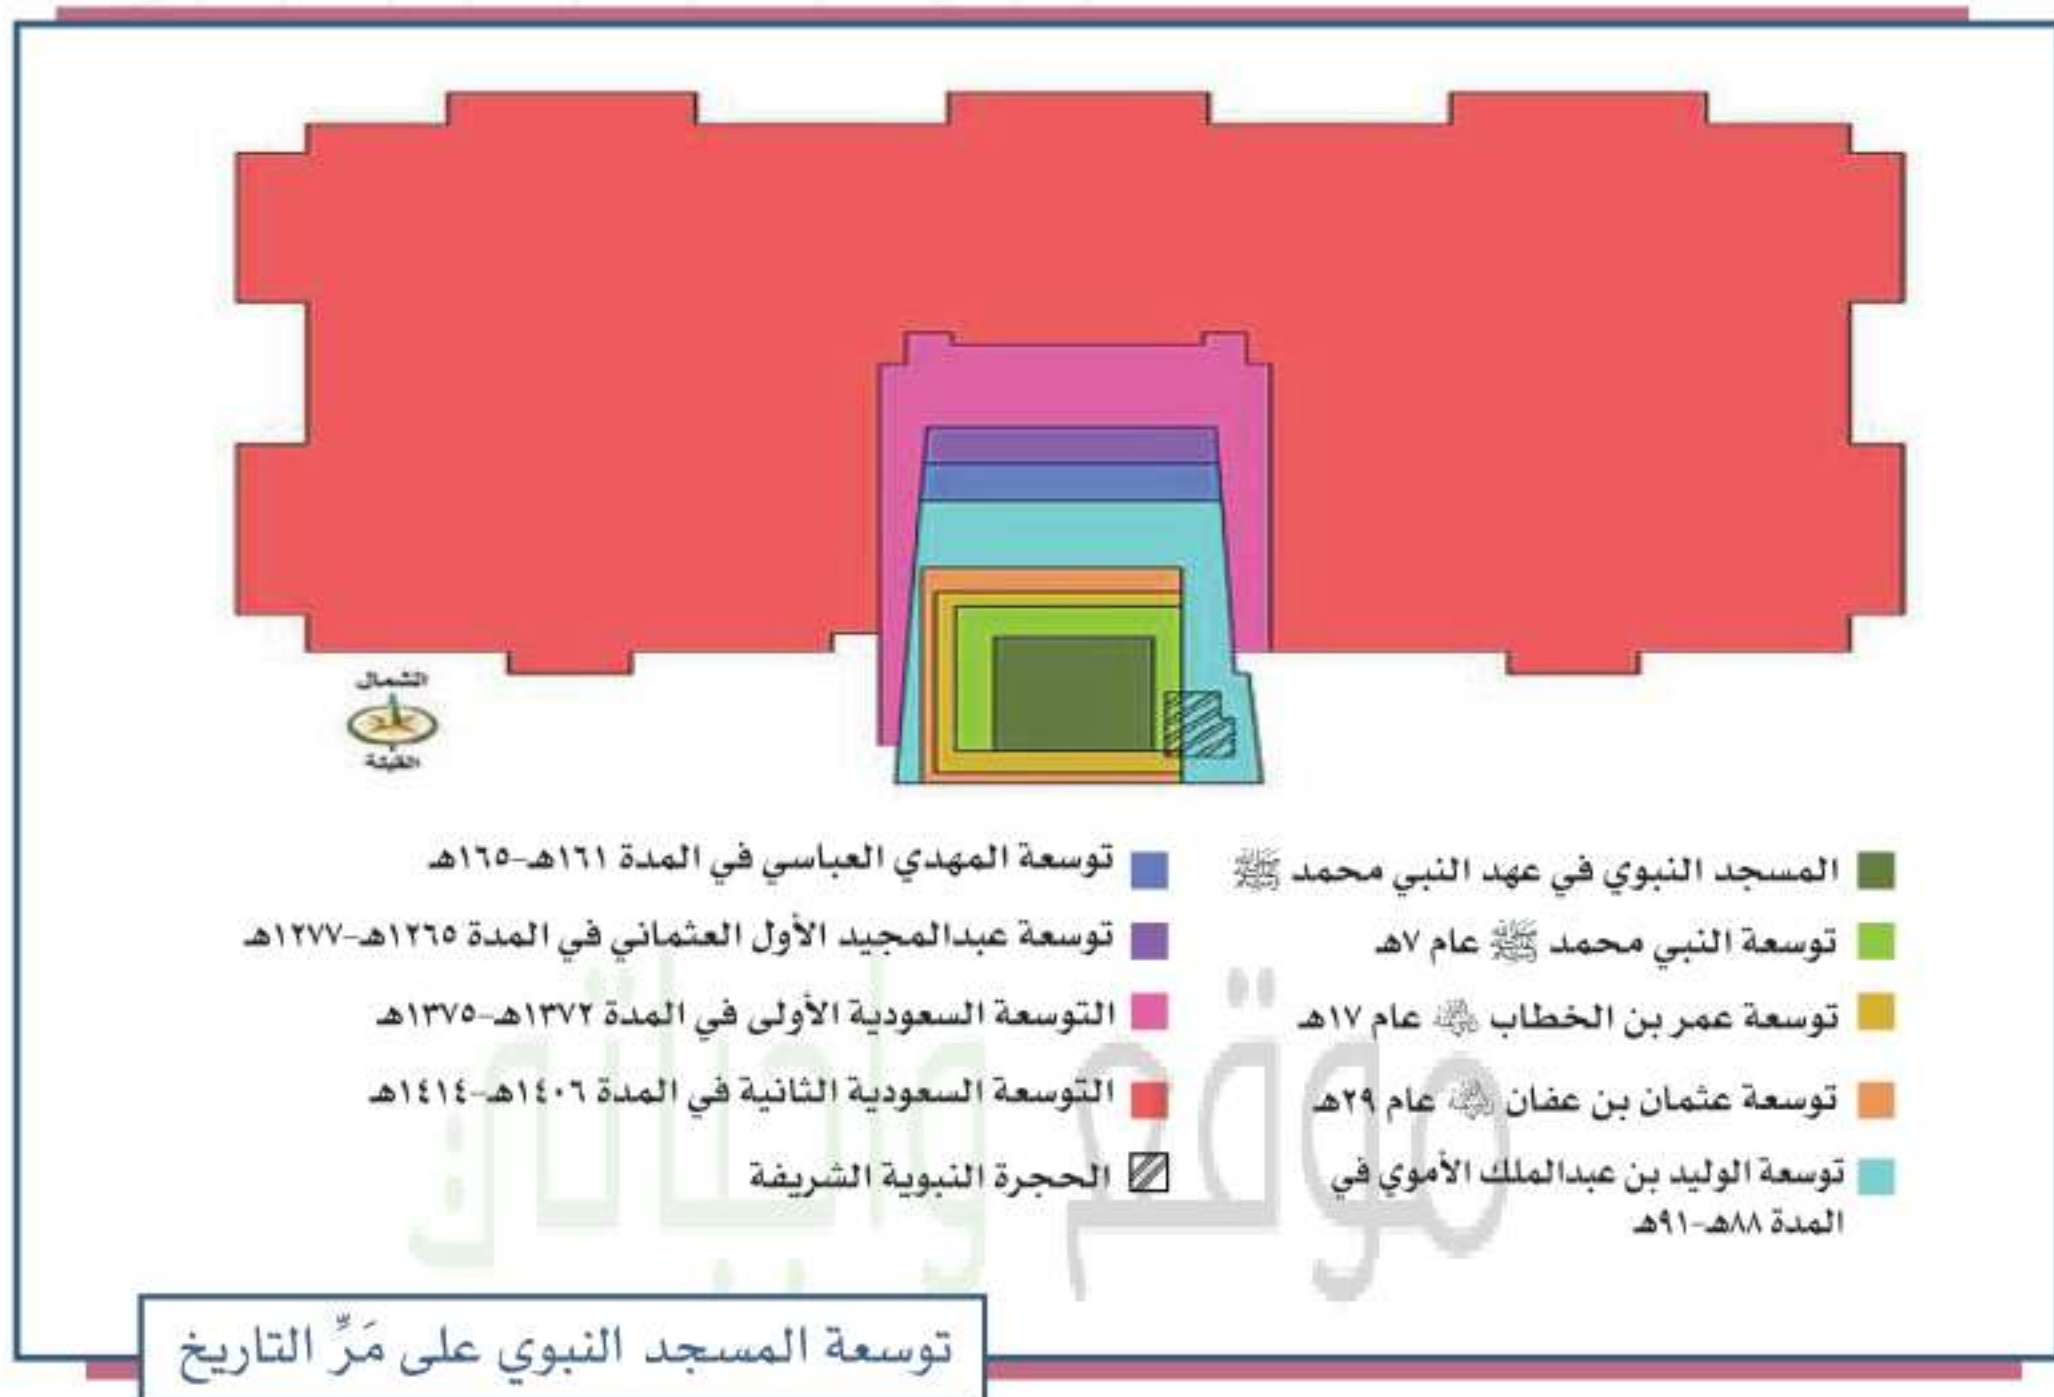 الشمال
القبلة
المسجد النبوي في عهد النبي محمد ﷺ
توسعة النبي محمد ﷺ عام ٧هـ
توسعة عمر بن الخطاب رضي الله عنه عام ١٧هـ
توسعة عثمان بن عفان رضي الله عنه عام ٢٩هـ
توسعة الوليد بن عبدالملك الأموي في
المدة ٨٨هـ-٩١هـ
توسعة المهدي العباسي في المدة ١٦١هـ-١٦٥هـ
توسعة عبدالمجيد الأول العثماني في المدة ١٢٦٥هـ-١٢٧٧هـ
التوسعة السعودية الأولى في المدة ١٣٧٢هـ-١٣٧٥هـ
التوسعة السعودية الثانية في المدة ١٤٠٦هـ-١٤١٤هـ
الحجرة النبوية الشريفة
موقع واجباتي
توسعة المسجد النبوي على مَرِّ التاريخ